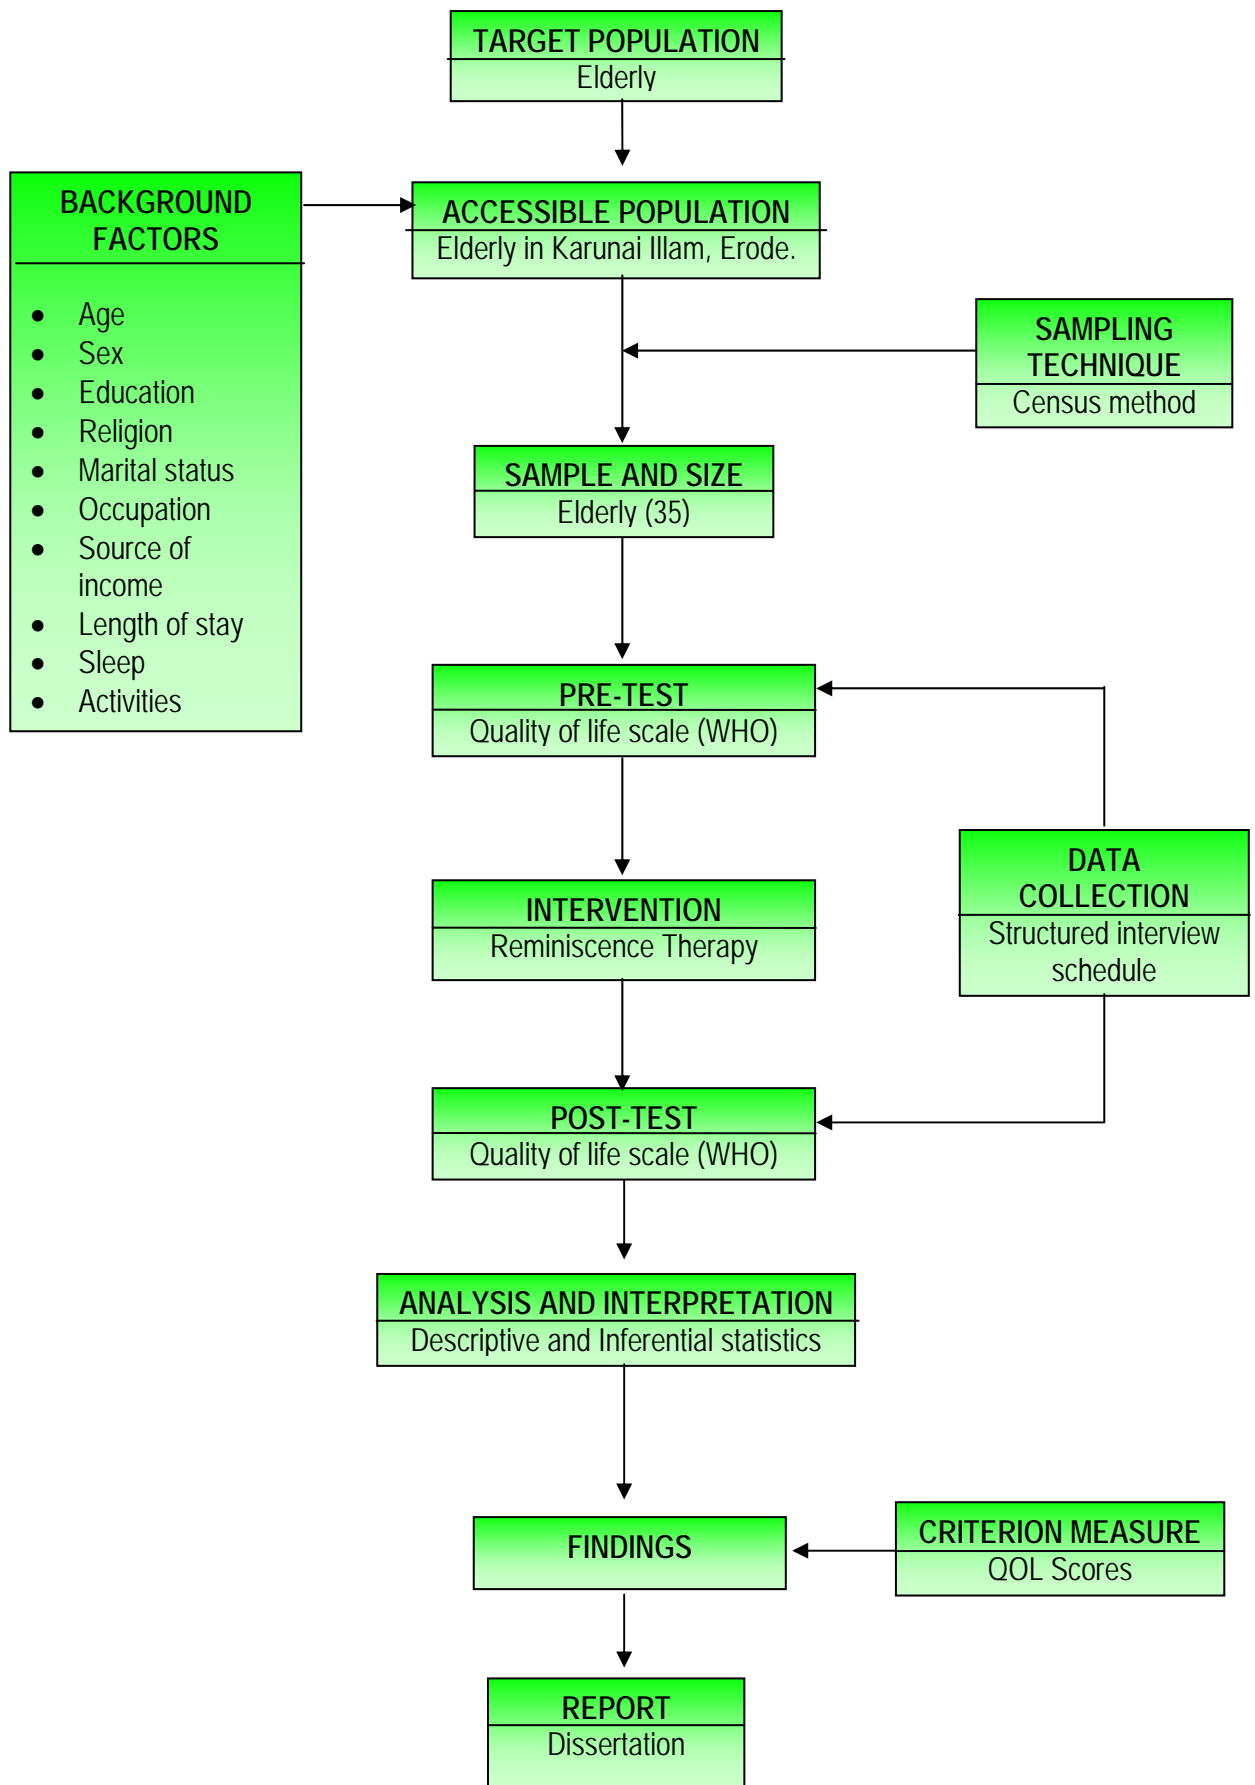 TARGET POPULATION
Elderly
BACKGROUND
FACTORS
• Age
• Sex
• Education
• Religion
• Marital status
• Occupation
• Source of
income
• Length of stay
• Sleep
• Activities
ACCESSIBLE POPULATION
Elderly in Karunai Illam, Erode.
SAMPLING
TECHNIQUE
Census method
SAMPLE AND SIZE
Elderly (35)
PRE-TEST
Quality of life scale (WHO)
INTERVENTION
Reminiscence Therapy
DATA
COLLECTION
Structured interview
schedule
POST-TEST
Quality of life scale (WHO)
ANALYSIS AND INTERPRETATION
Descriptive and Inferential statistics
FINDINGS
CRITERION MEASURE
QOL Scores
REPORT
Dissertation